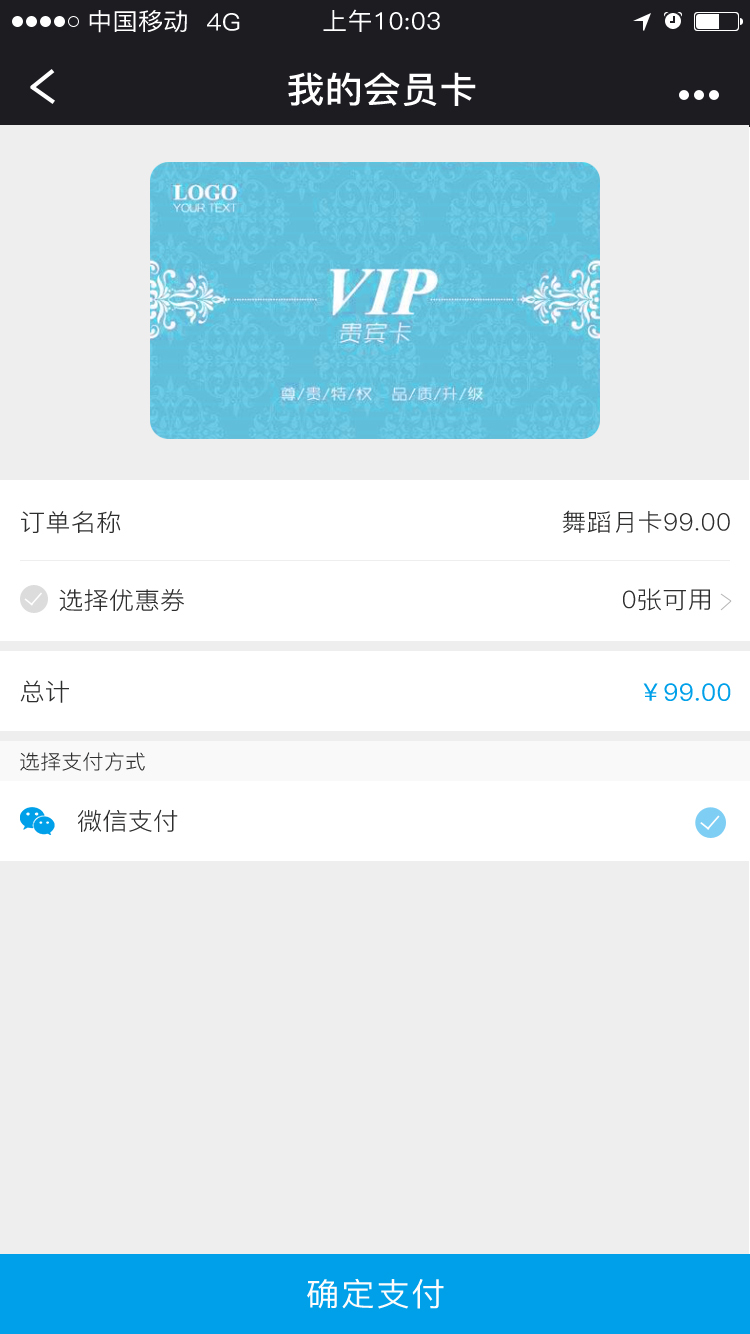 中国移动 4G 上午10:03
我的会员卡
LOGO
YOUR TEXT
VIP
贵宾卡
尊/贵/特/权 品/质/升/级
订单名称 舞蹈月卡99.00
选择优惠券 0张可用
总计 ¥99.00
选择支付方式
微信支付
确定支付